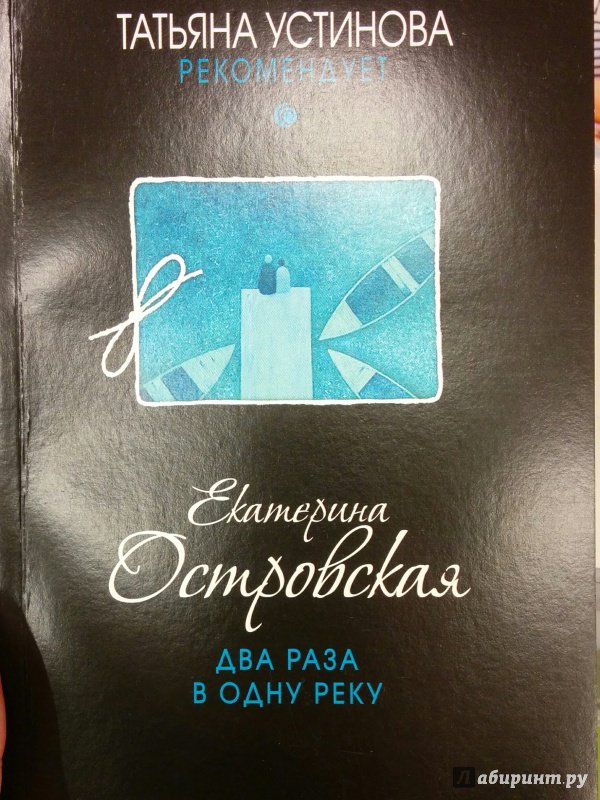 ТАТЬЯНА УСТИНОВА
РЕКОМЕНДУЕТ
Екатерина
Островская
ДВА РАЗА
В ОДНУ РЕКУ
Лабиринт.ру